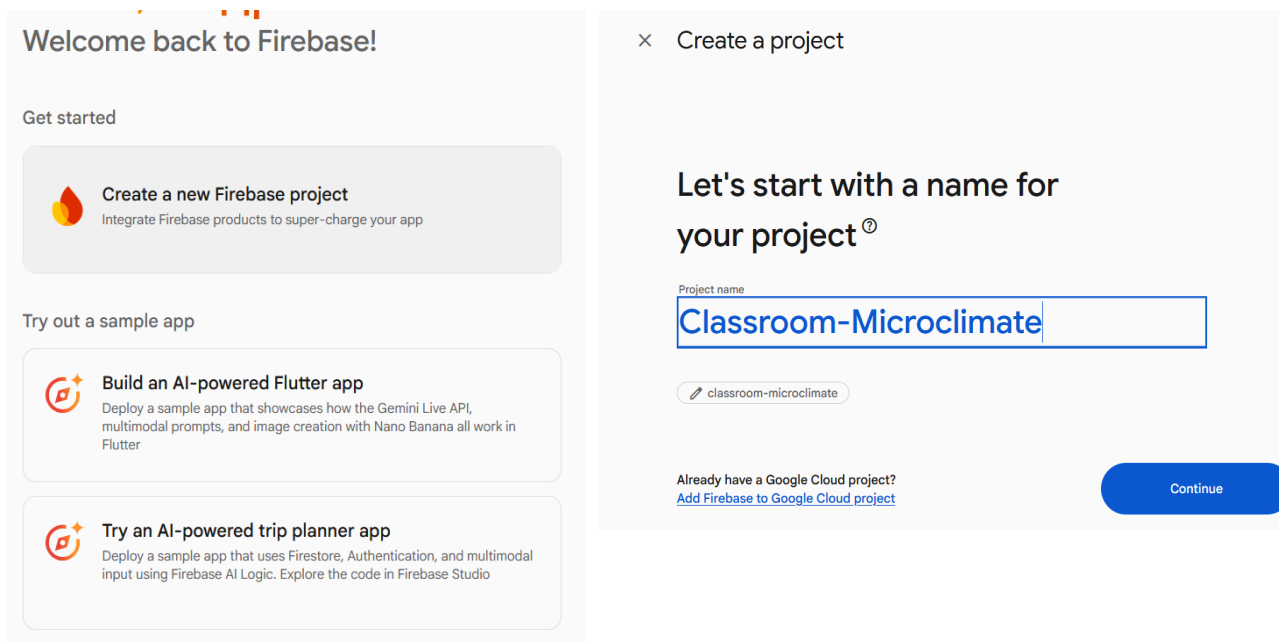 Welcome back to Firebase!
Get started
Create a new Firebase project
Integrate Firebase products to super-charge your app
Try out a sample app
Build an AI-powered Flutter app
Deploy a sample app that showcases how the Gemini Live API,
multimodal prompts, and image creation with Nano Banana all work in
Flutter
Try an AI-powered trip planner app
Deploy a sample app that uses Firestore, Authentication, and multimodal
input using Firebase AI Logic. Explore the code in Firebase Studio
Create a project
Let's start with a name for
your project
Project name
Classroom-Microclimate
classroom-microclimate
Already have a Google Cloud project?
Add Firebase to Google Cloud project
Continue